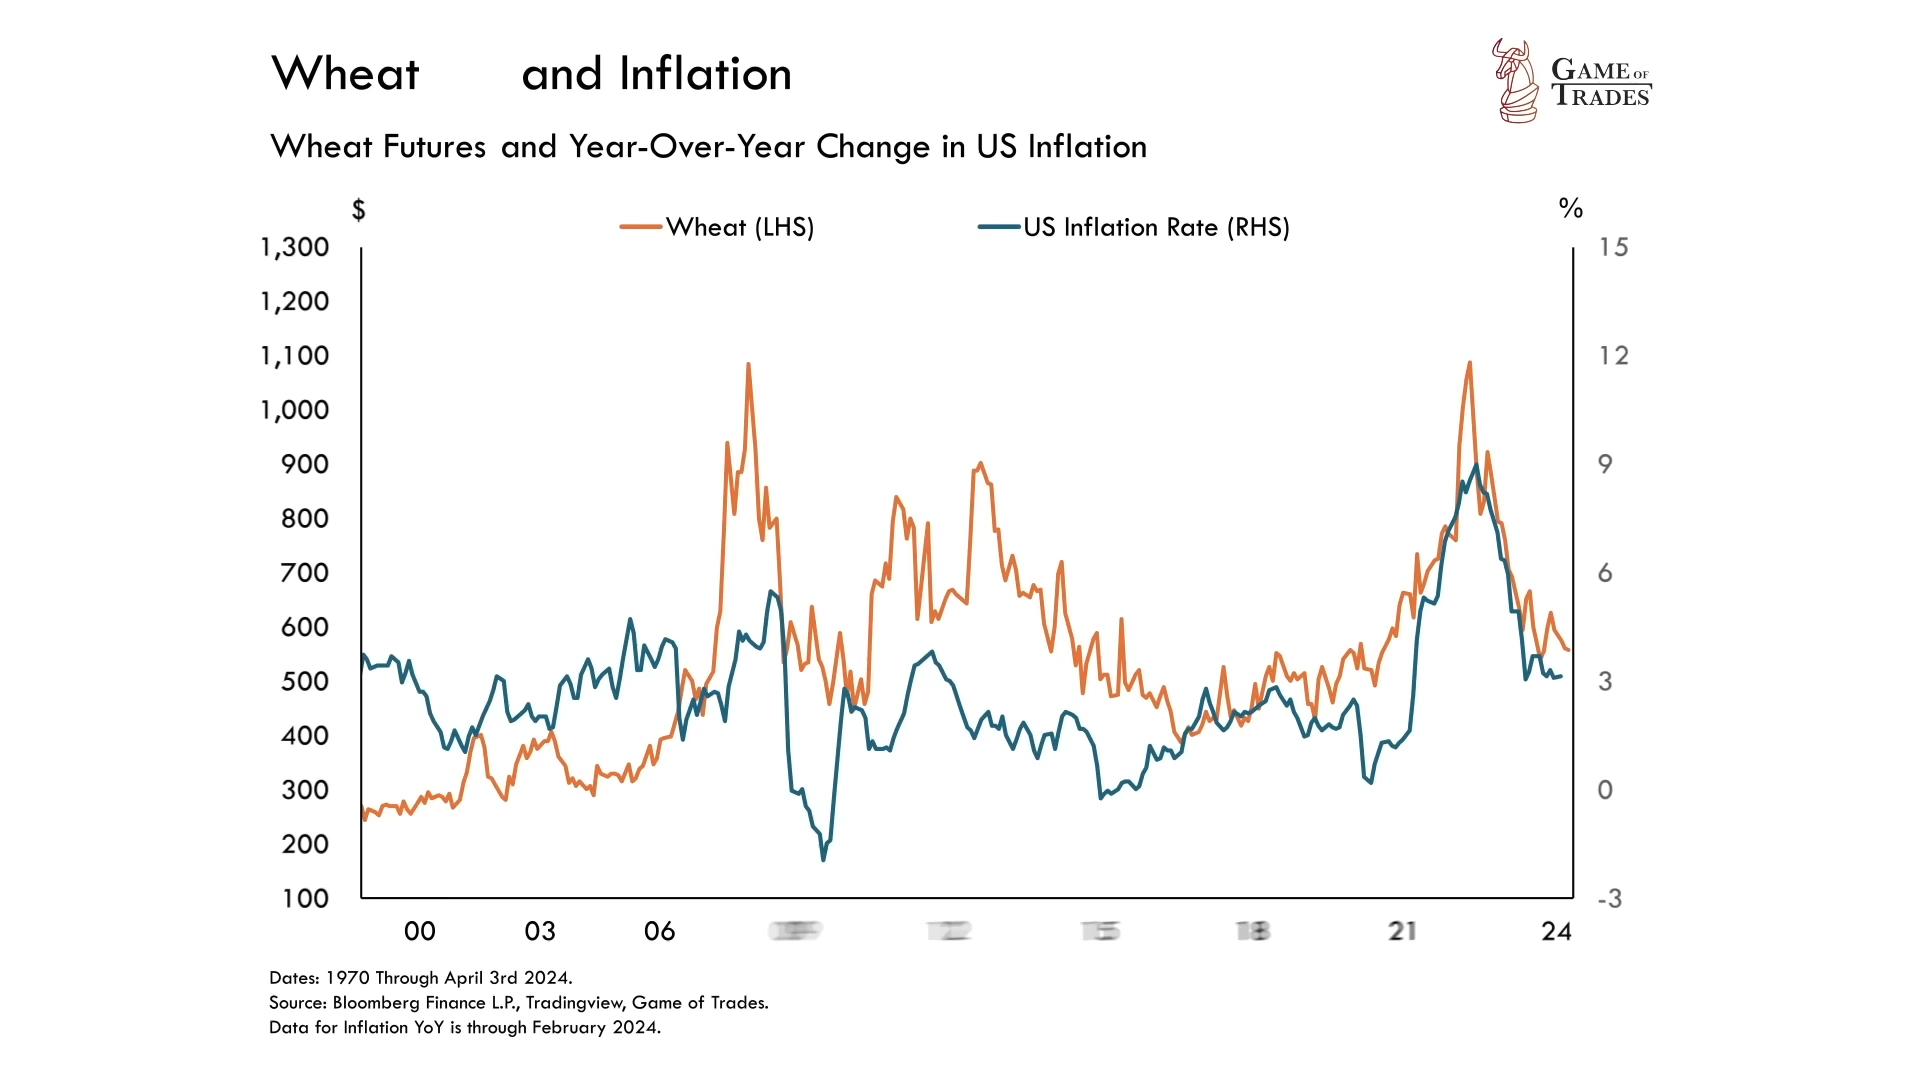 Wheat and Inflation
GAME OF
TRADES
Wheat Futures and Year-Over-Year Change in US Inflation
$
%
Wheat (LHS)
US Inflation Rate (RHS)
1,300
1,200
1,100
1,000
900
800
700
600
500
400
300
200
100
15
12
9
6
3
0
-3
00 03 06 12 15 18 21 24
Dates: 1970 Through April 3rd 2024.
Source: Bloomberg Finance L.P., Tradingview, Game of Trades.
Data for Inflation YoY is through February 2024.